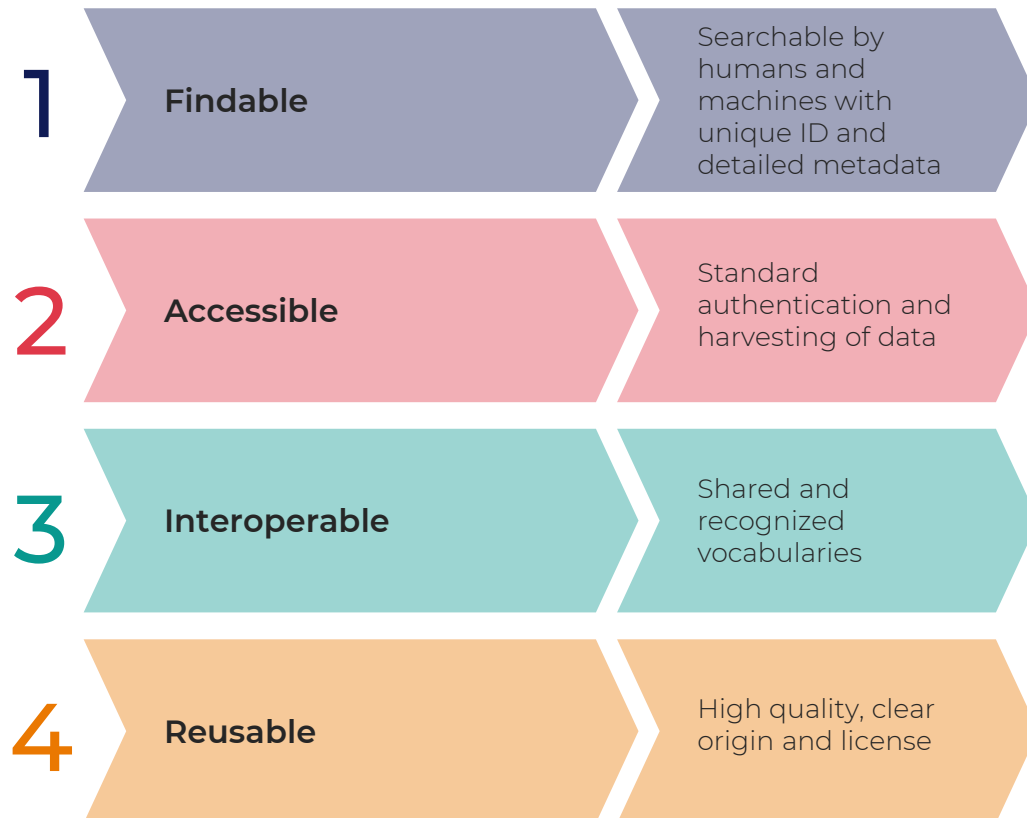 1
Findable
Searchable by
humans and
machines with
unique ID and
detailed metadata
2
Accessible
Standard
authentication and
harvesting of data
3
Interoperable
Shared and
recognized
vocabularies
4
Reusable
High quality, clear
origin and license